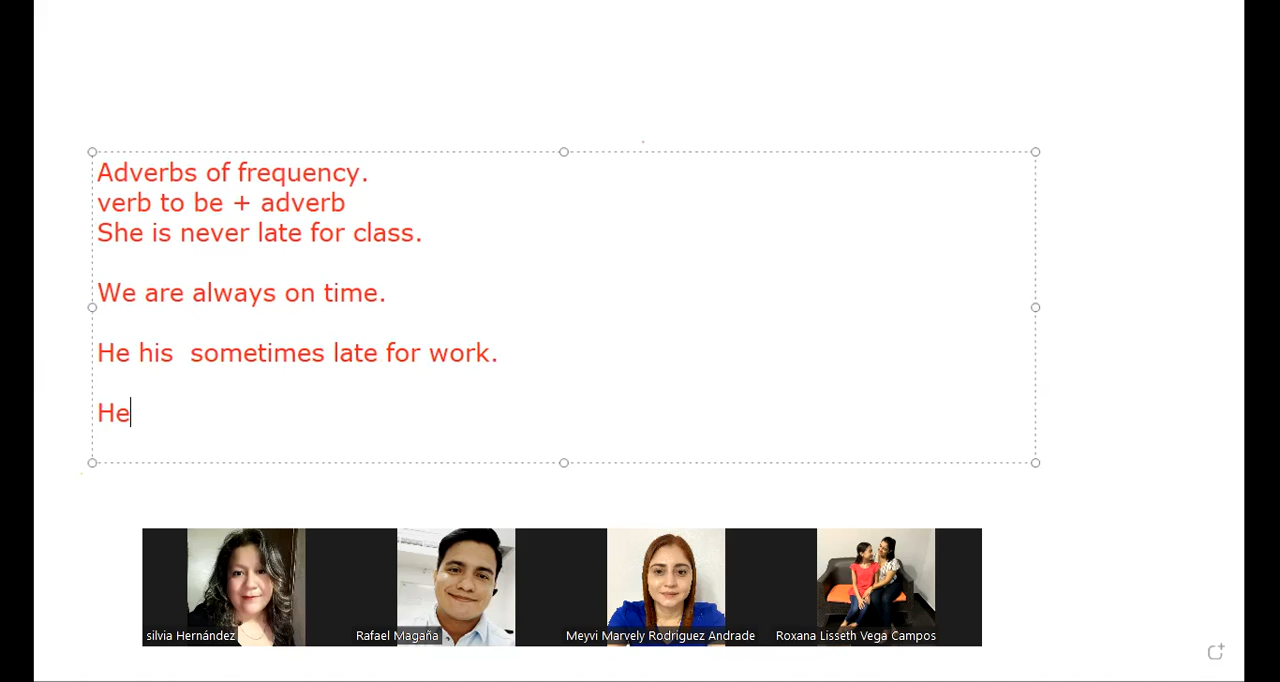 Adverbs of frequency.
verb to be + adverb
She is never late for class.
We are always on time.
He his  sometimes late for work.
He
silvia Hernández
Rafael Magaña
Meyvi Marvely Rodriguez Andrade
Roxana Lisseth Vega Campos